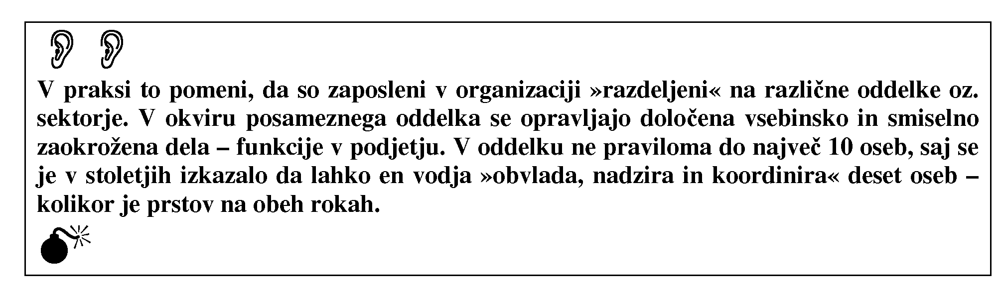 V praksi to pomeni, da so zaposleni v organizaciji »razdeljeni« na različne oddelke oz.
sektorje. V okviru posameznega oddelka se opravljajo določena vsebinsko in smiselno
zaokrožena dela – funkcije v podjetju. V oddelku ne praviloma do največ 10 oseb, saj se
je v stoletjih izkazalo da lahko en vodja »obvlada, nadzira in koordinira« deset oseb –
kolikor je prstov na obeh rokah.